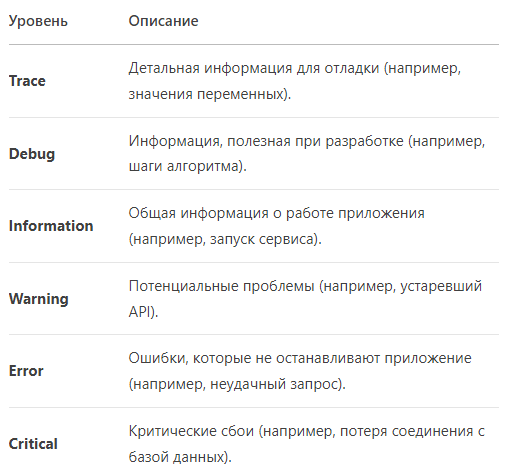 Уровень Описание
Trace Детальная информация для отладки (например,
значения переменных).
Debug Информация, полезная при разработке (например,
шаги алгоритма).
Information Общая информация о работе приложения
(например, запуск сервиса).
Warning Потенциальные проблемы (например, устаревший
API).
Error Ошибки, которые не останавливают приложение
(например, неудачный запрос).
Critical Критические сбои (например, потеря соединения с
базой данных).